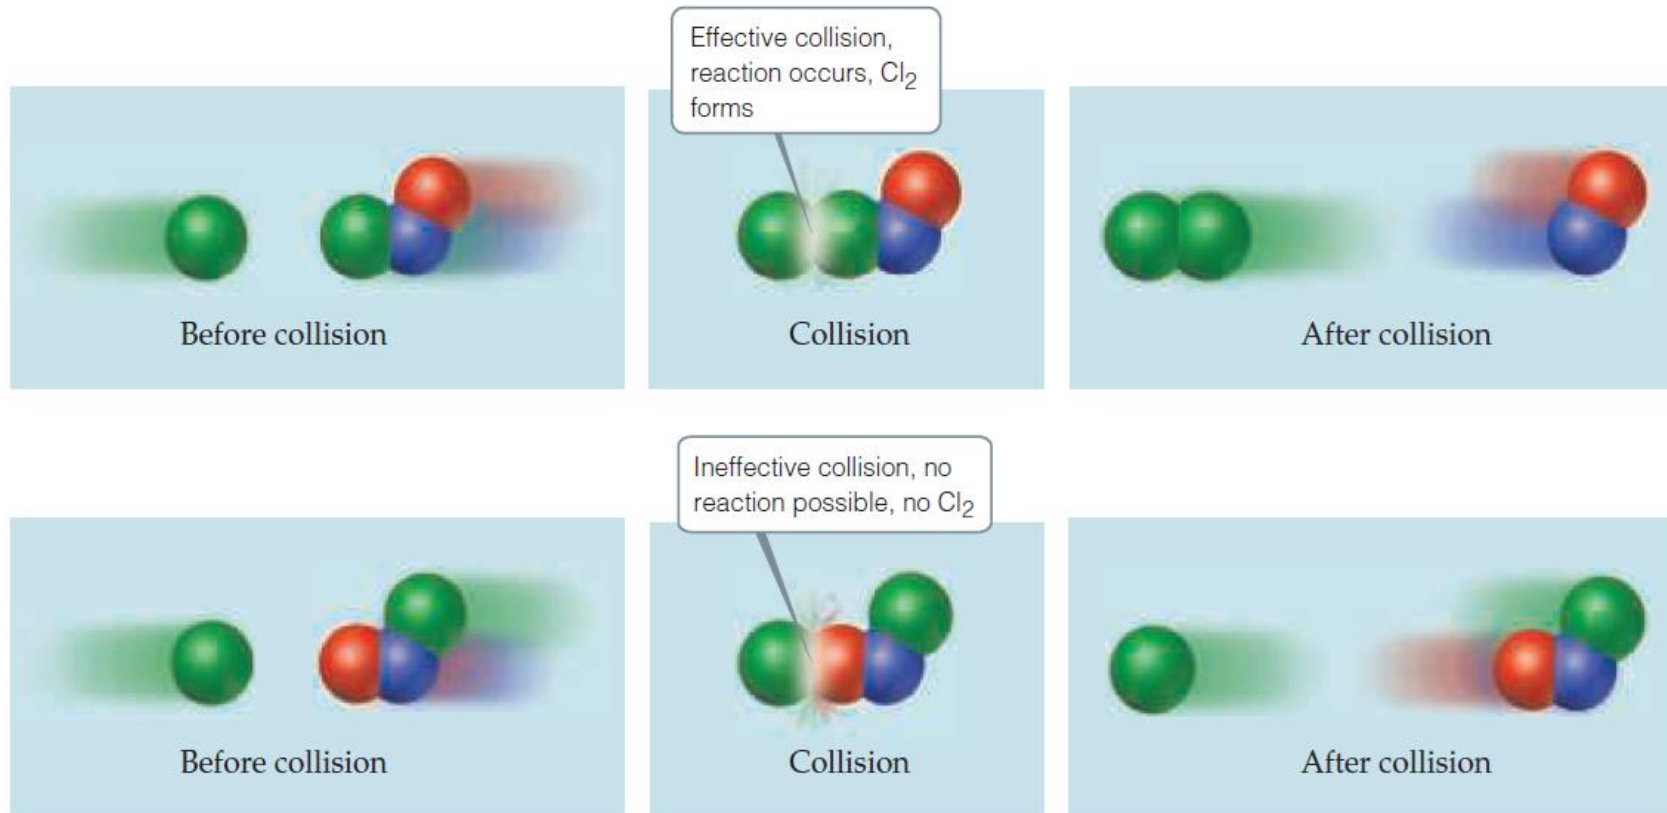 Effective collision,
reaction occurs, Cl₂
forms
Before collision
Collision
After collision
Ineffective collision, no
reaction possible, no Cl₂
Before collision
Collision
After collision